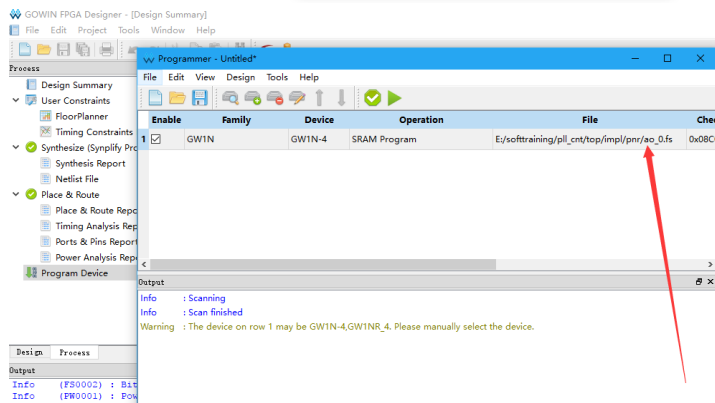 GOWIN FPGA Designer - [Design Summary]
File Edit Project Tools Window Help
Process
Design Summary
User Constraints
FloorPlanner
Timing Constraints
Synthesize (Synplify Pro
Synthesis Report
Netlist File
Place & Route
Place & Route Repo
Timing Analysis Rep
Ports & Pins Report
Power Analysis Repo
Program Device
Design Process
Output
Info (FS0002) : Bit
Info (PW0001) : Pow
Programmer - Untitled*
File Edit View Design Tools Help
Enable Family Device Operation File Chec
1 GW1N GW1N-4 SRAM Program E:/softtraining/pll_cnt/top/impl/pnr/ao_0.fs 0x08C
Output
Info : Scanning
Info : Scan finished
Warning : The device on row 1 may be GW1N-4,GW1NR_4. Please manually select the device.